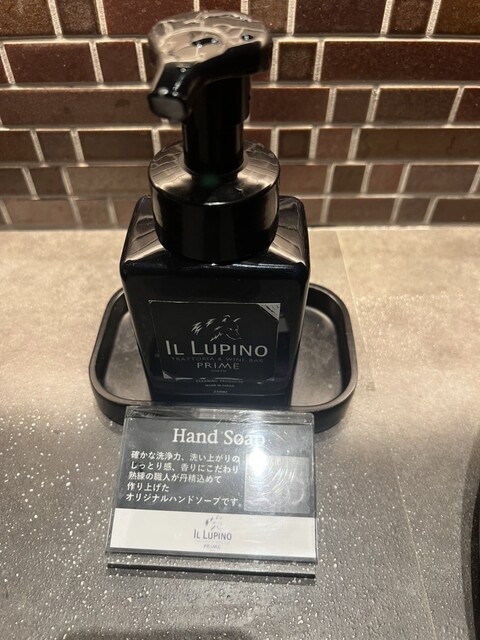 IL LUPINO
TRATTORIA & WINE BAR
PRIME
Hand Soap
確かな洗浄力、洗い上がりの
しっとり感、香りにこだわり
熟練の職人が丹精込めて
作り上げた
オリジナルハンドソープです。
IL LUPINO
PRIME